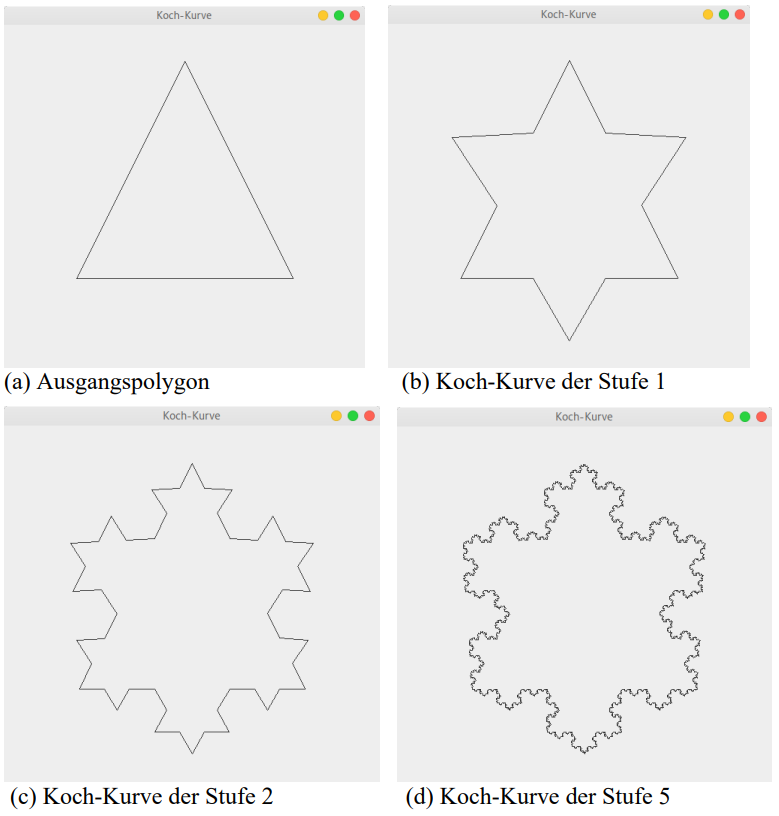 Koch-Kurve
Koch-Kurve
(a) Ausgangspolygon
(b) Koch-Kurve der Stufe 1
Koch-Kurve
Koch-Kurve
(c) Koch-Kurve der Stufe 2
(d) Koch-Kurve der Stufe 5